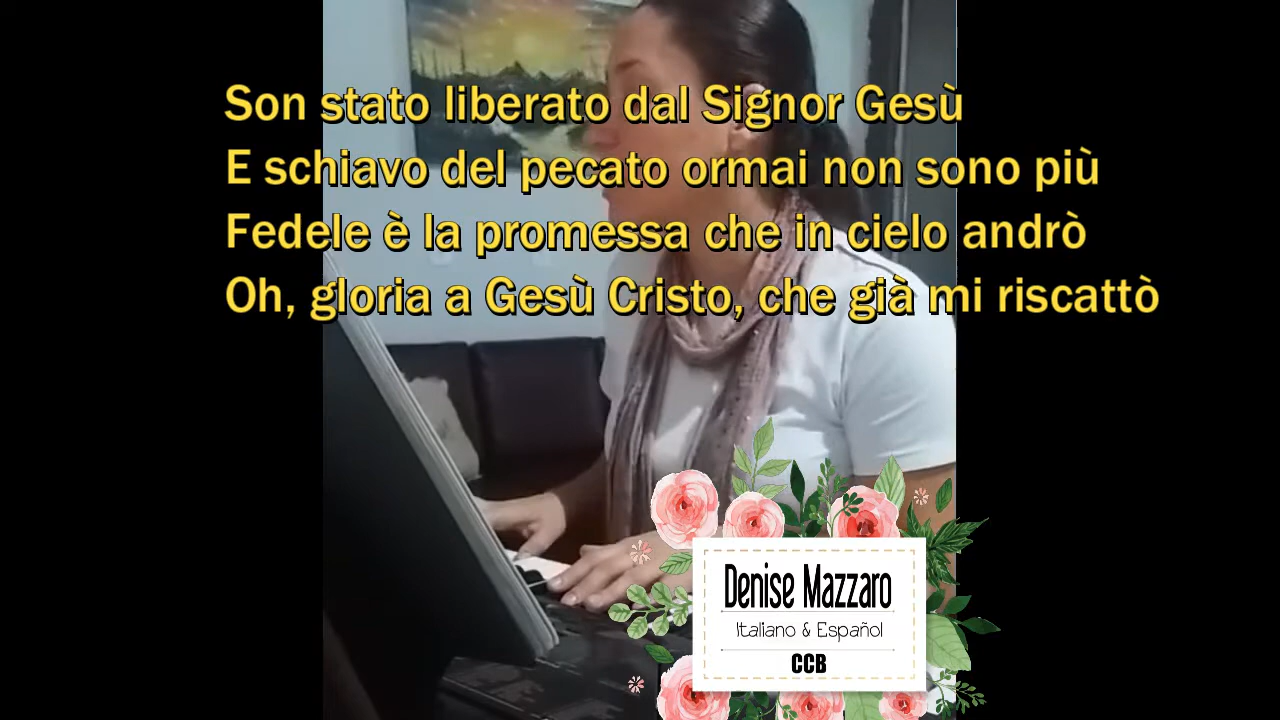 Son stato liberato dal Signor Gesù
E schiavo del pecato ormai non sono più
Fedele è la promessa che in cielo andrò
Oh, gloria a Gesù Cristo, che già mi riscattò
Denise Mazzaro
Italiano & Español
CCB